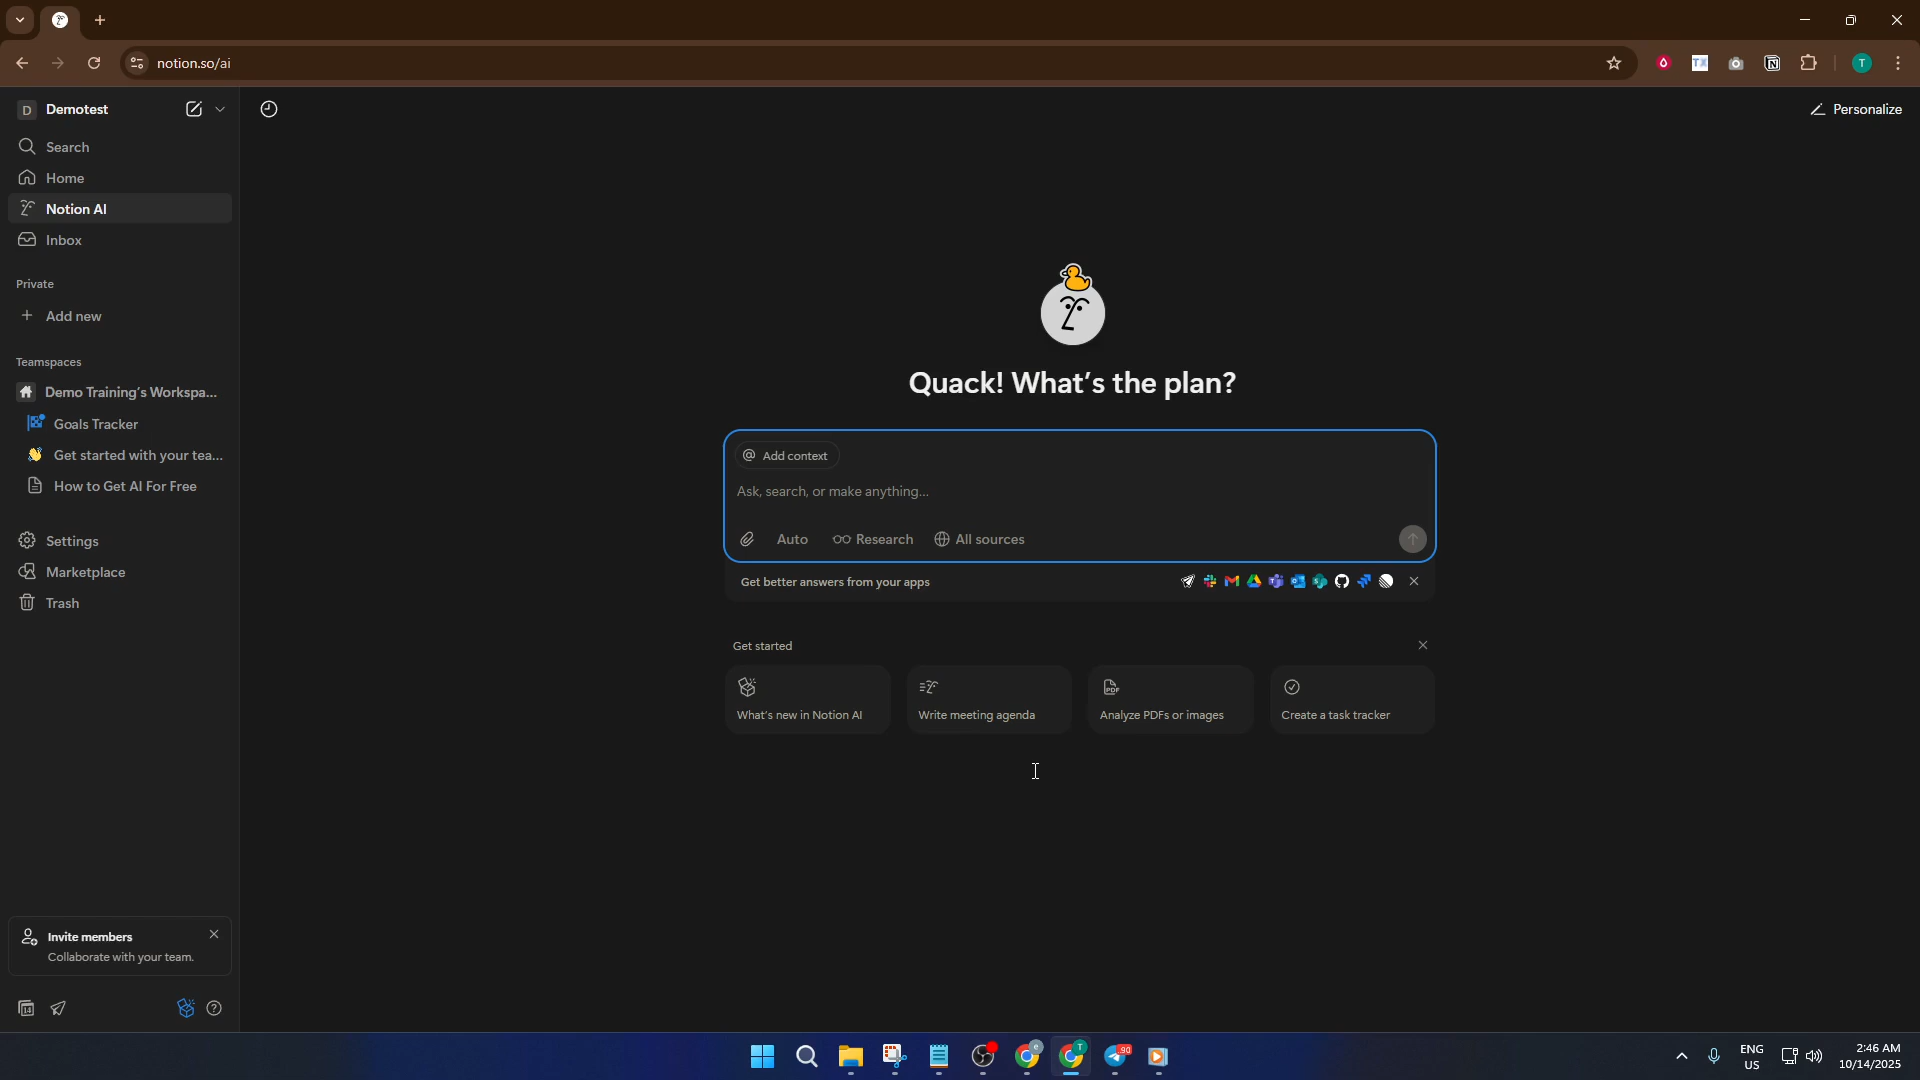 notion.so/ai
T
D
Demotest
Search
Home
Notion AI
Inbox
Private
Add new
Teamspaces
Demo Training's Workspa...
Goals Tracker
Get started with your tea...
How to Get AI For Free
Settings
Marketplace
Trash
Invite members
Collaborate with your team.
Personalize
Quack! What's the plan?
@ Add context
Ask, search, or make anything...
Auto
Research
All sources
Get better answers from your apps
Get started
What's new in Notion AI
Write meeting agenda
PDF
Analyze PDFs or images
Create a task tracker
14
90
ENG
US
2:46 AM
10/14/2025